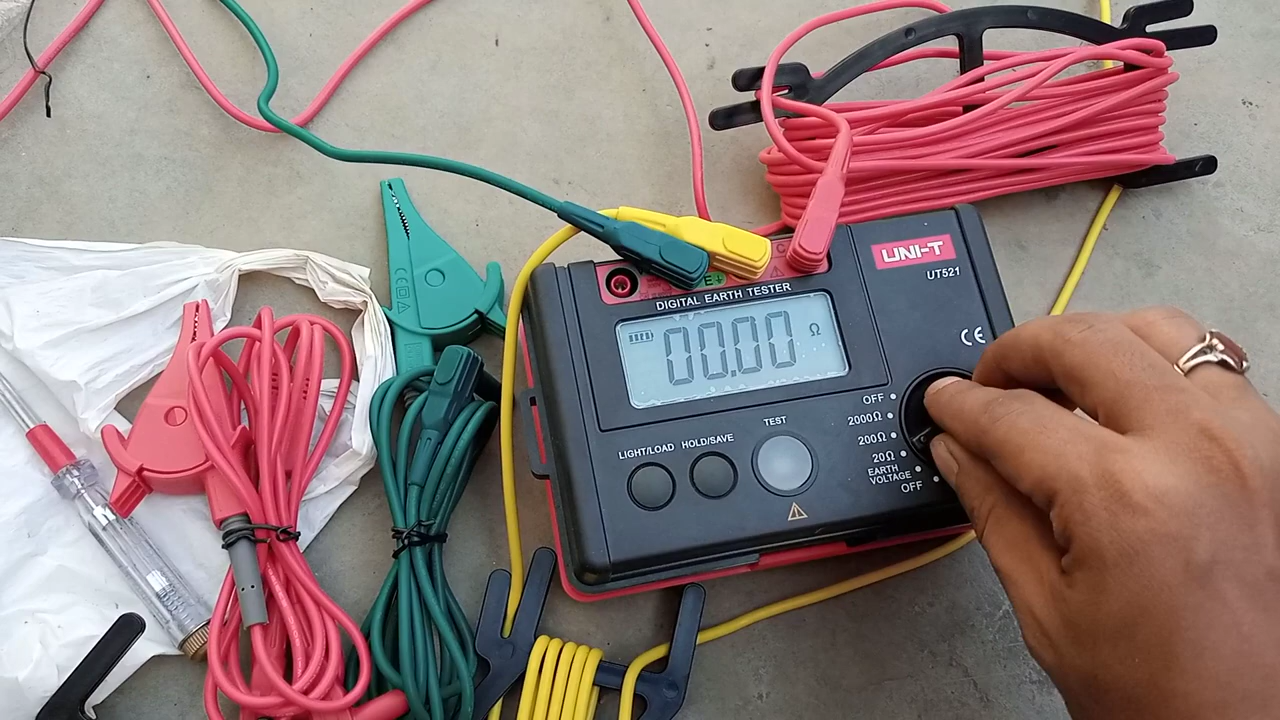 C
E+
UNI-T
UT521
DIGITAL EARTH TESTER
00.00 Ω
CE
LIGHT/LOAD
HOLD/SAVE
TEST
OFF
2000Ω
200Ω
20Ω
EARTH
VOLTAGE
OFF